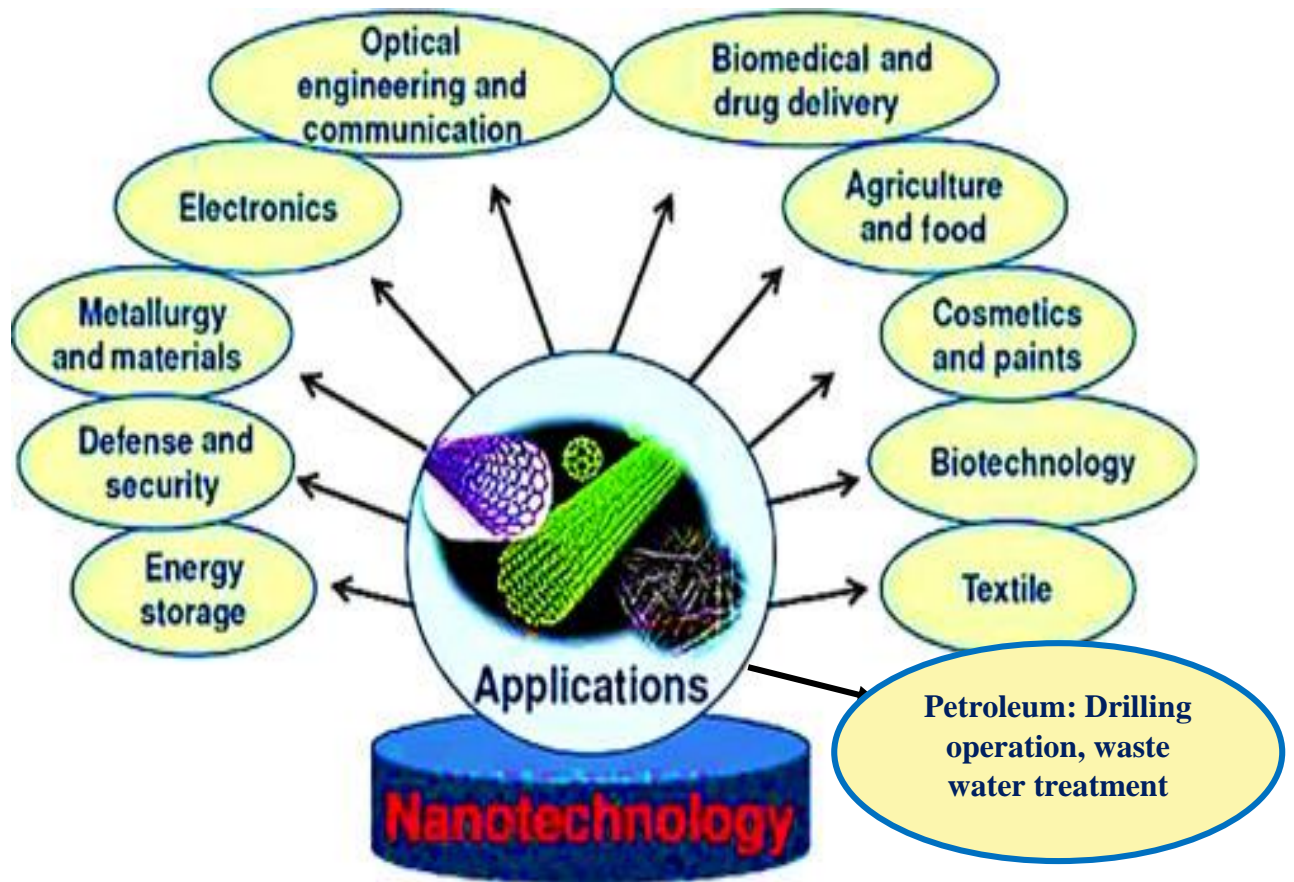 Optical
engineering and
communication
Biomedical and
drug delivery
Electronics
Agriculture
and food
Metallurgy
and materials
Cosmetics
and paints
Defense and
security
Biotechnology
Energy
storage
Textile
Applications
Petroleum: Drilling
operation, waste
water treatment
Nanotechnology